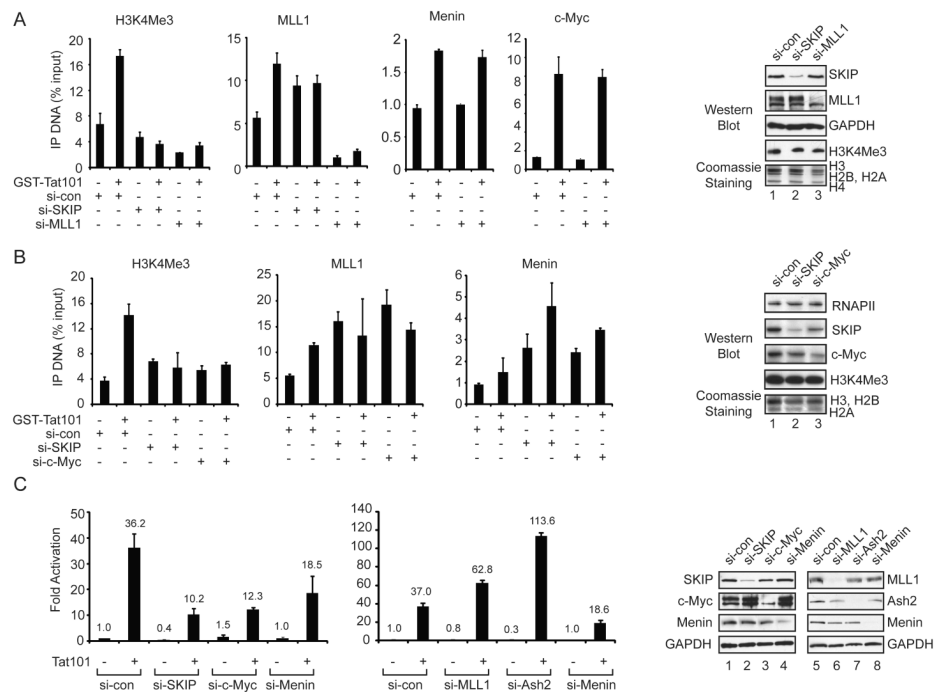 A
H3K4Me3
MLL1
Menin
c-Myc
IP DNA (% input)
20
16
12
8
4
0
15
10
5
0
2.0
1.5
1.0
0.5
0
12
10
8
6
4
2
0
GST-Tat101 - + - + - + - + - + - + - + - + - + - +
si-con + + - - - - + + - - - - + + - - + + - -
si-SKIP - - + + - - - - + + - -
si-MLL1 - - - - + + - - - - + + - - + + - - + +
si-con si-SKIP si-MLL1
Western Blot
SKIP
MLL1
GAPDH
H3K4Me3
Coomassie Staining
H3
H2B, H2A
H4
1 2 3
B
H3K4Me3
MLL1
Menin
IP DNA (% input)
20
16
12
8
4
0
25
20
15
10
5
0
6
5
4
3
2
1
0
GST-Tat101 - + - + - + - + - + - + - + - + - +
si-con + + - - - - + + - - - - + + - - - -
si-SKIP - - + + - - - - + + - - - - + + - -
si-c-Myc - - - - + + - - - - + + - - - - + +
si-con si-SKIP si-c-Myc
Western Blot
RNAPII
SKIP
c-Myc
H3K4Me3
Coomassie Staining
H3, H2B
H2A
1 2 3
C
Fold Activation
50
40
30
20
10
0
1.0 36.2 0.4 10.2 1.5 12.3 1.0 18.5
140
120
100
80
60
40
20
0
1.0 37.0 0.8 62.8 0.3 113.6 1.0 18.6
Tat101 - + - + - + - + - + - + - + - +
si-con si-SKIP si-c-Myc si-Menin si-con si-MLL1 si-Ash2 si-Menin
si-con si-SKIP si-c-Myc si-Menin si-con si-MLL1 si-Ash2 si-Menin
SKIP MLL1
c-Myc Ash2
Menin Menin
GAPDH GAPDH
1 2 3 4 5 6 7 8